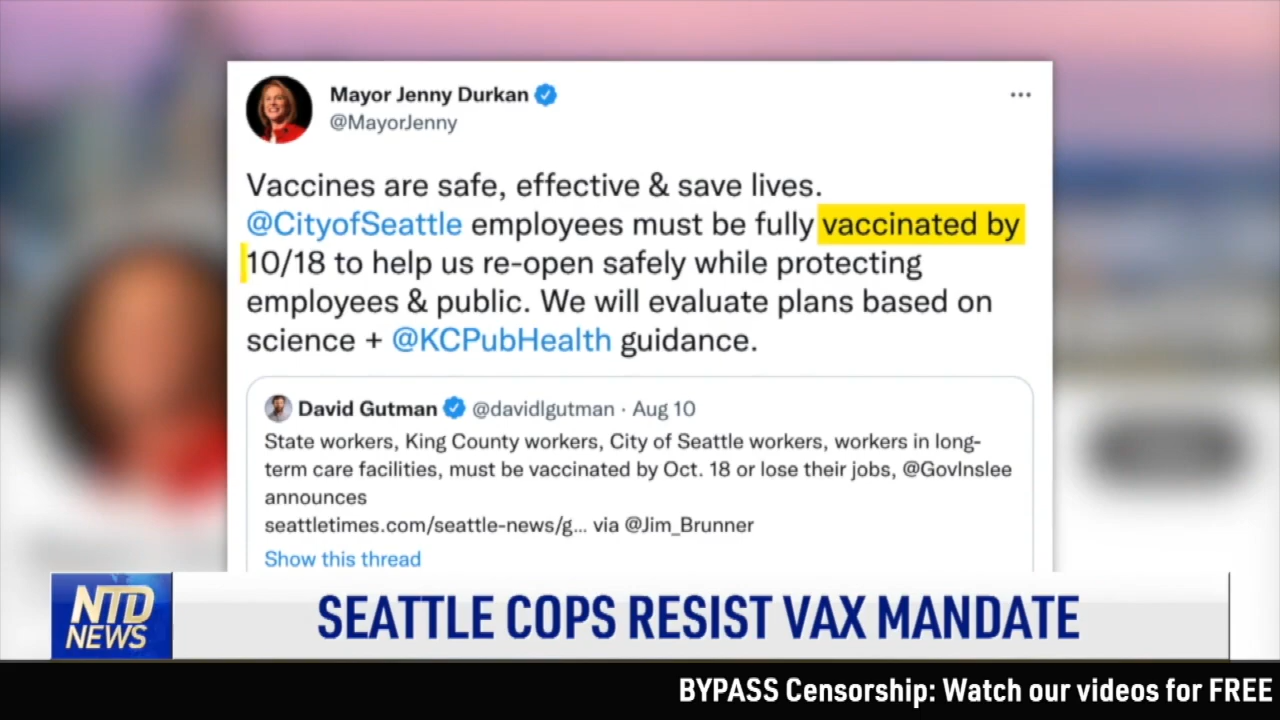 Mayor Jenny Durkan
@MayorJenny
Vaccines are safe, effective & save lives.
@CityofSeattle employees must be fully vaccinated by
10/18 to help us re-open safely while protecting
employees & public. We will evaluate plans based on
science + @KCPubHealth guidance.
David Gutman @davidlgutman · Aug 10
State workers, King County workers, City of Seattle workers, workers in long-
term care facilities, must be vaccinated by Oct. 18 or lose their jobs, @GovInslee
announces
seattletimes.com/seattle-news/g... via @Jim_Brunner
Show this thread
NTD
NEWS
SEATTLE COPS RESIST VAX MANDATE
BYPASS Censorship: Watch our videos for FREE